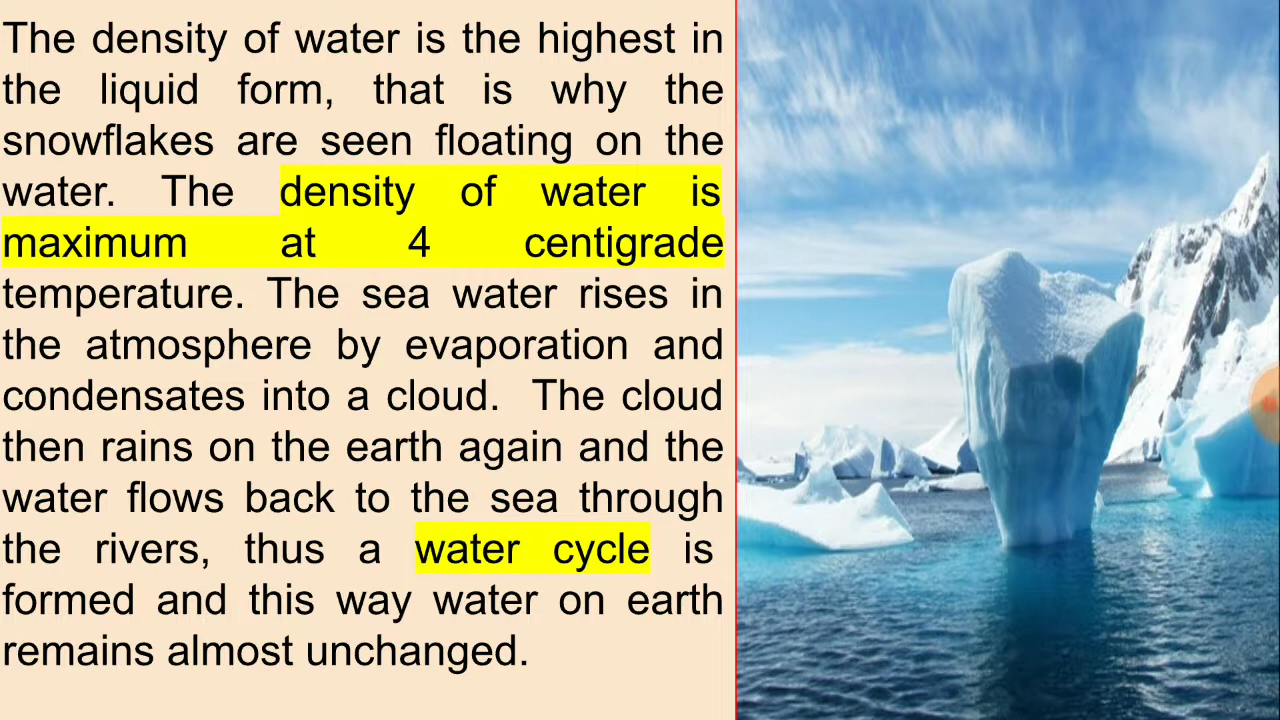 The density of water is the highest in
the liquid form, that is why the
snowflakes are seen floating on the
water. The density of water is
maximum at 4 centigrade
temperature. The sea water rises in
the atmosphere by evaporation and
condensates into a cloud. The cloud
then rains on the earth again and the
water flows back to the sea through
the rivers, thus a water cycle is
formed and this way water on earth
remains almost unchanged.